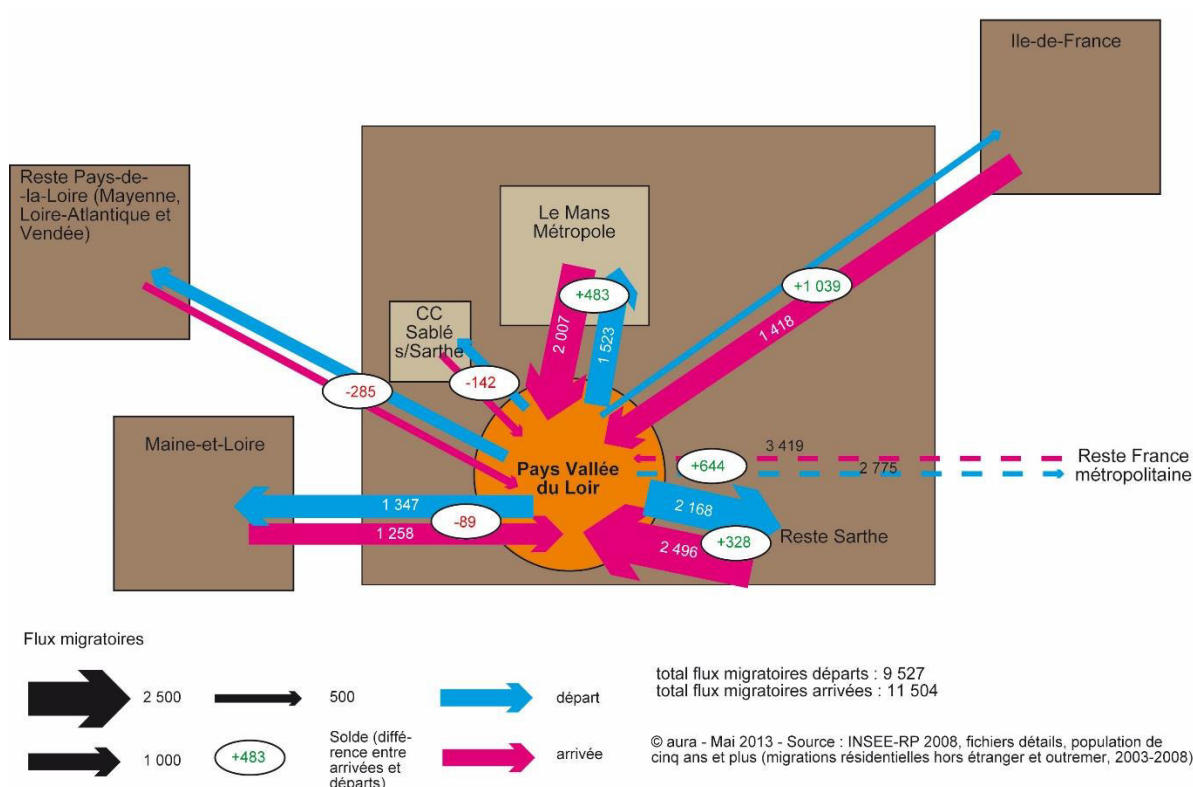 Ile-de-France
Reste Pays-de-
-la-Loire (Mayenne,
Loire-Atlantique et
Vendée)
Le Mans
Métropole
+483
+1 039
CC
Sablé
s/Sarthe
2 007
1 523
1 418
-142
-285
Maine-et-Loire
3 419
Reste France
+644
2 775
métropolitaine
Pays Vallée
du Loir
1 347
2 168
-89
1 258
Reste Sarthe
+328
2 496
Flux migratoires
2 500
500
départ
1 000
+483
Solde (diffé-
rence entre
arrivées et
départs)
arrivée
total flux migratoires départs : 9 527
total flux migratoires arrivées : 11 504
© aura - Mai 2013 - Source : INSEE-RP 2008, fichiers détails, population de
cinq ans et plus (migrations résidentielles hors étranger et outremer, 2003-2008)